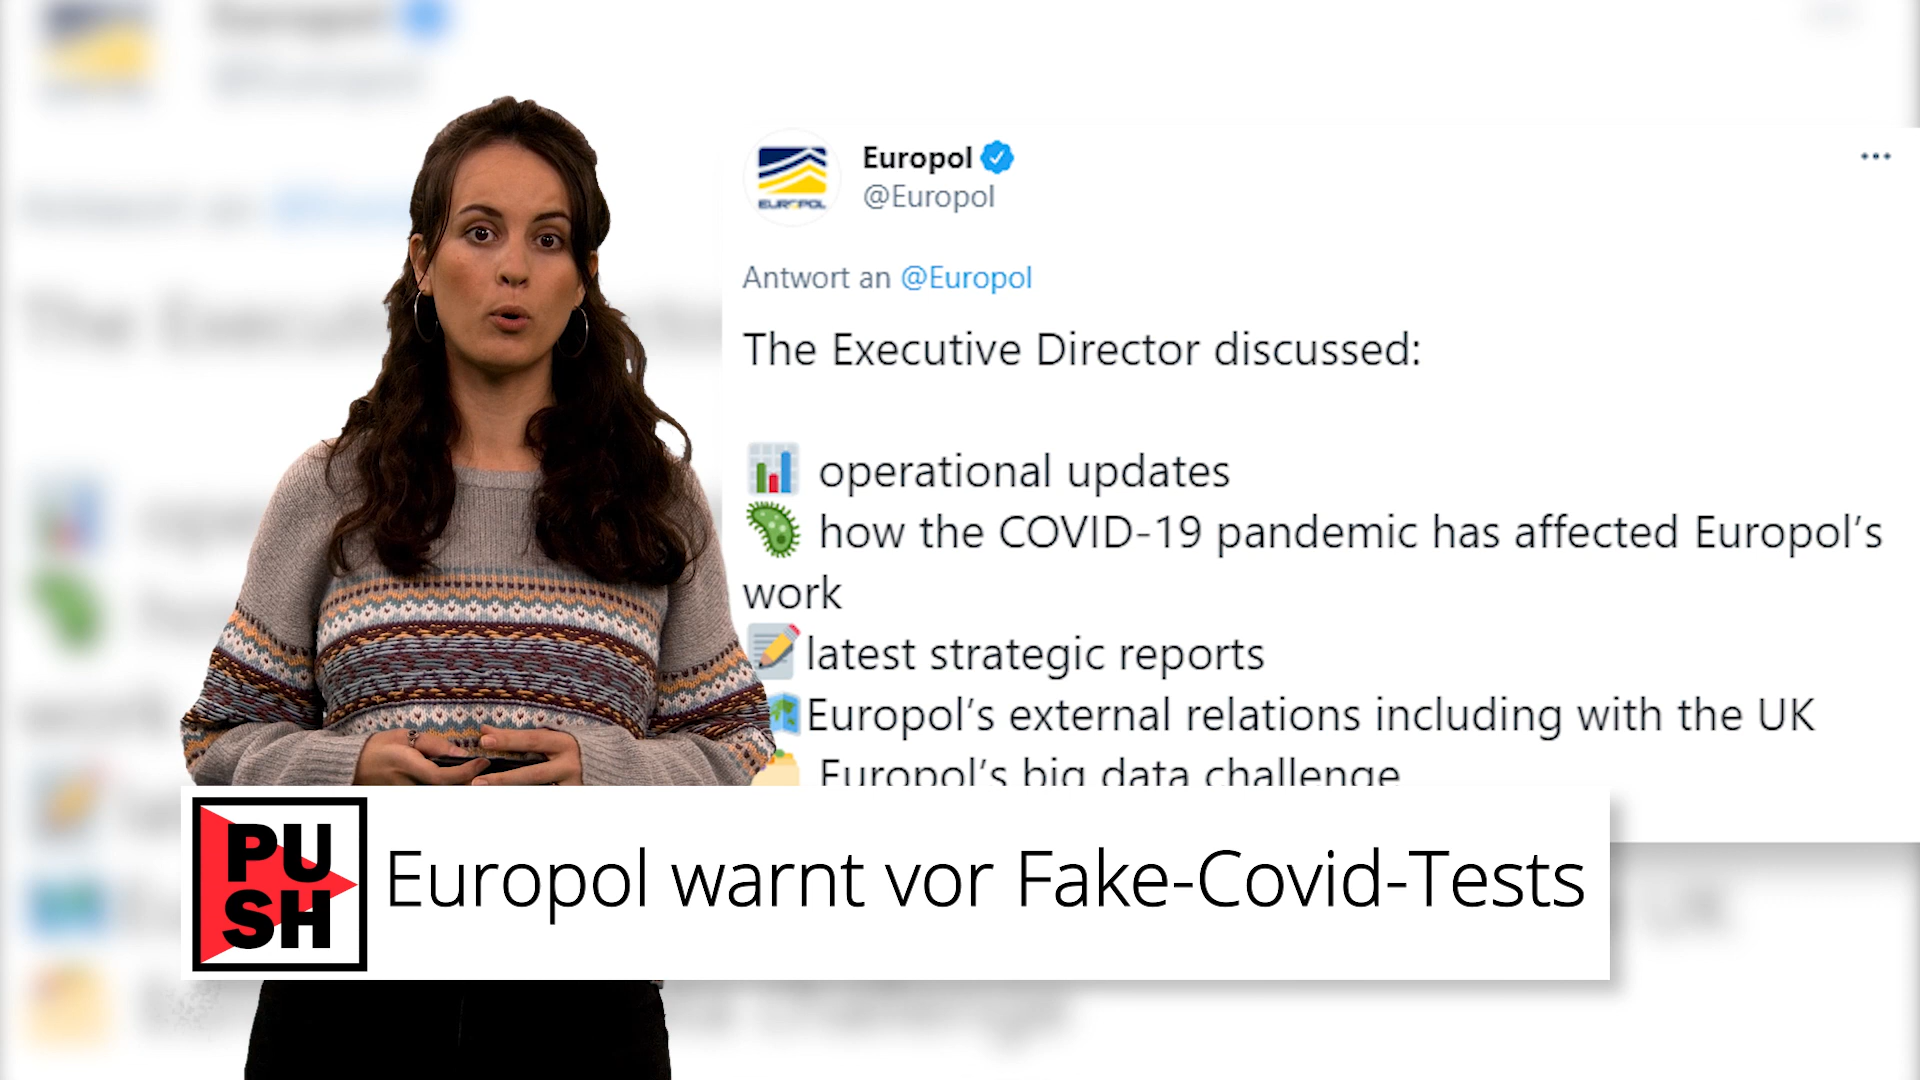 EUROPOL
Europol
@Europol
Antwort an @Europol
The Executive Director discussed:
operational updates
how the COVID-19 pandemic has affected Europol's
work
latest strategic reports
Europol's external relations including with the UK
Europol's big data challenge
PU
SH
Europol warnt vor Fake-Covid-Tests